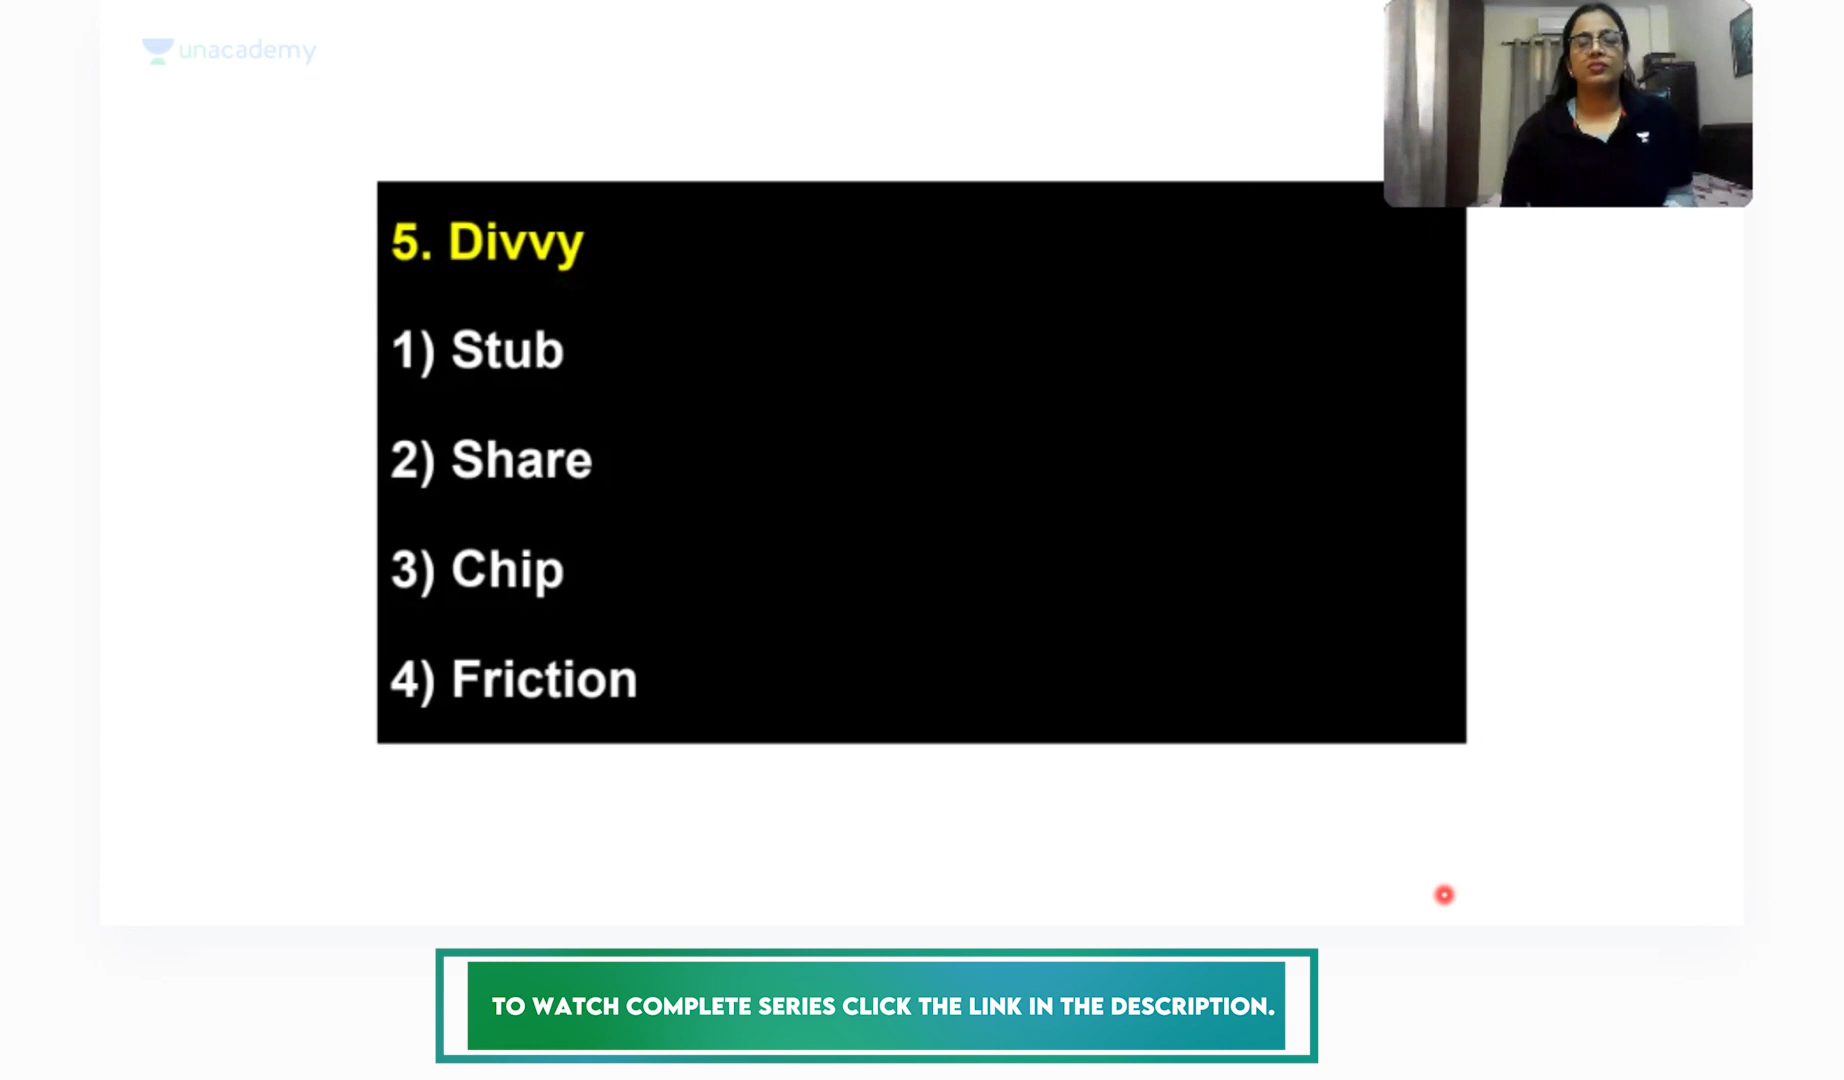 unacademy
5. Divvy
1) Stub
2) Share
3) Chip
4) Friction
TO WATCH COMPLETE SERIES CLICK THE LINK IN THE DESCRIPTION.